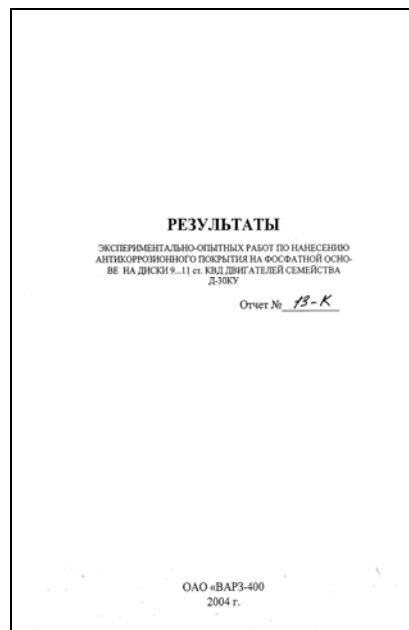 РЕЗУЛЬТАТЫ
ЭКСПЕРИМЕНТАЛЬНО-ОПЫТНЫХ РАБОТ ПО НАНЕСЕНИЮ
АНТИКОРРОЗИОННОГО ПОКРЫТИЯ НА ФОСФАТНОЙ ОСНО-
ВЕ НА ДИСКИ 9...11 ст. КВД ДВИГАТЕЛЕЙ СЕМЕЙСТВА
Д-30КУ
Отчет № 13-К
ОАО «ВАРЗ-400
2004 г.